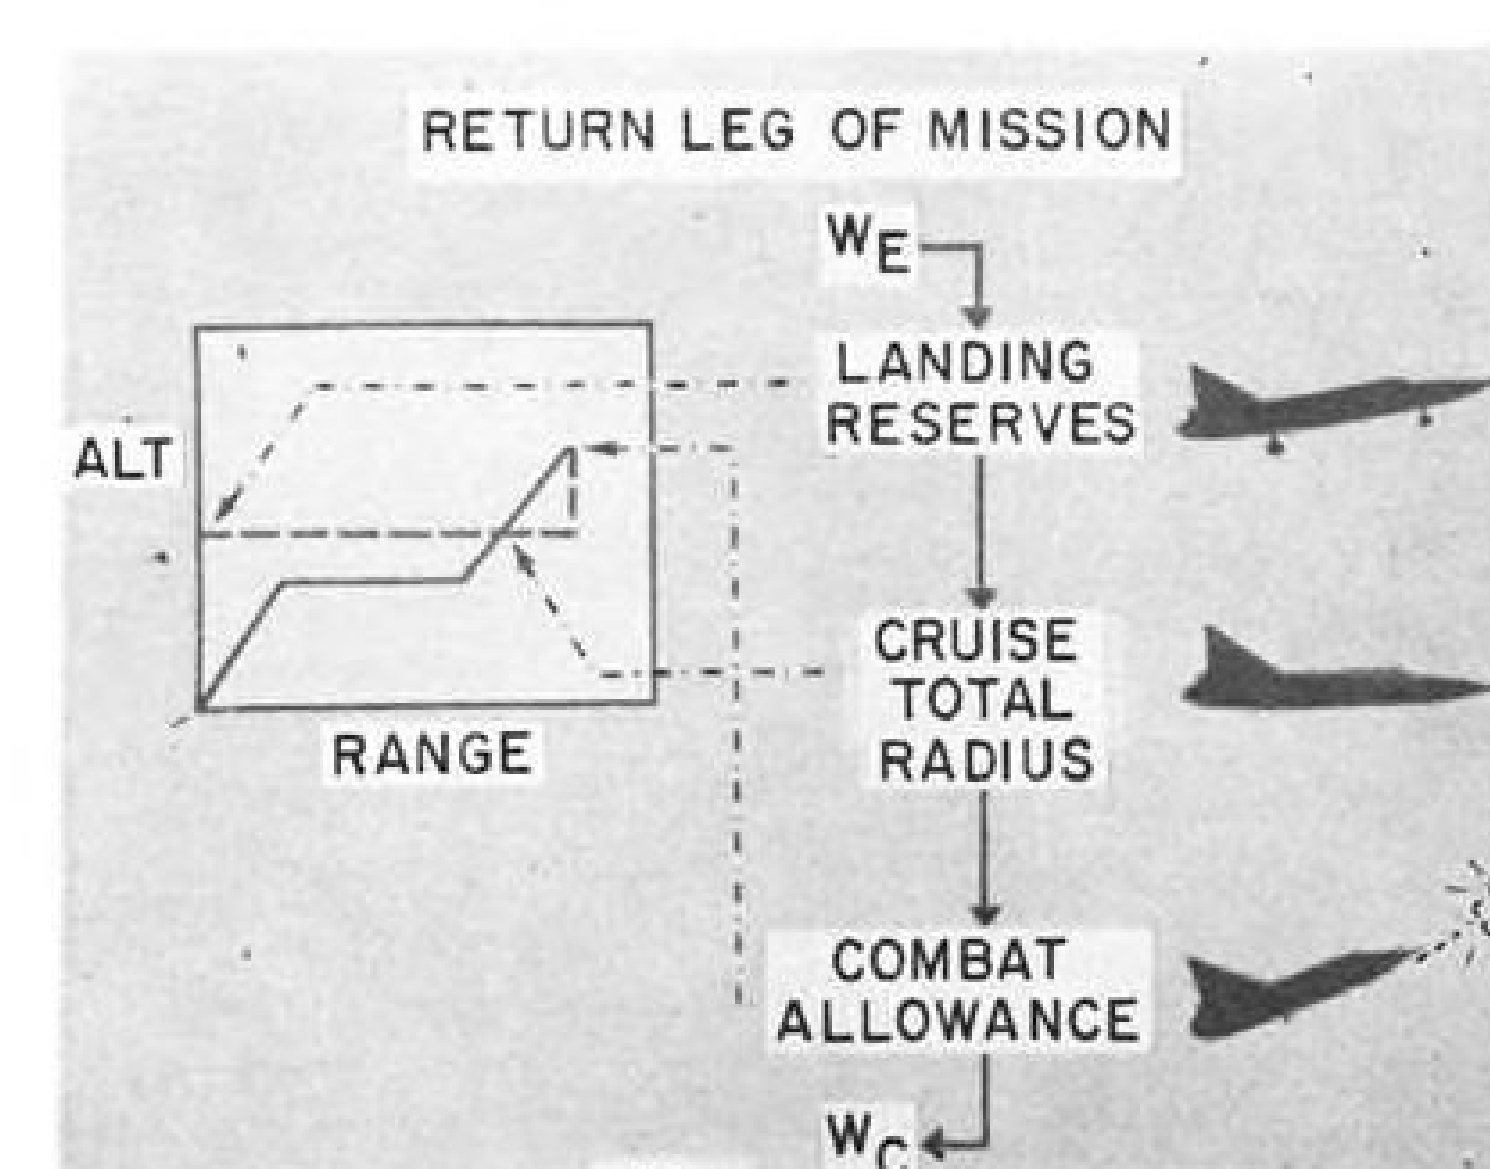 RETURN LEG OF MISSION
WE
LANDING
RESERVES
ALT
CRUISE
TOTAL
RADIUS
RANGE
COMBAT
ALLOWANCE
WC